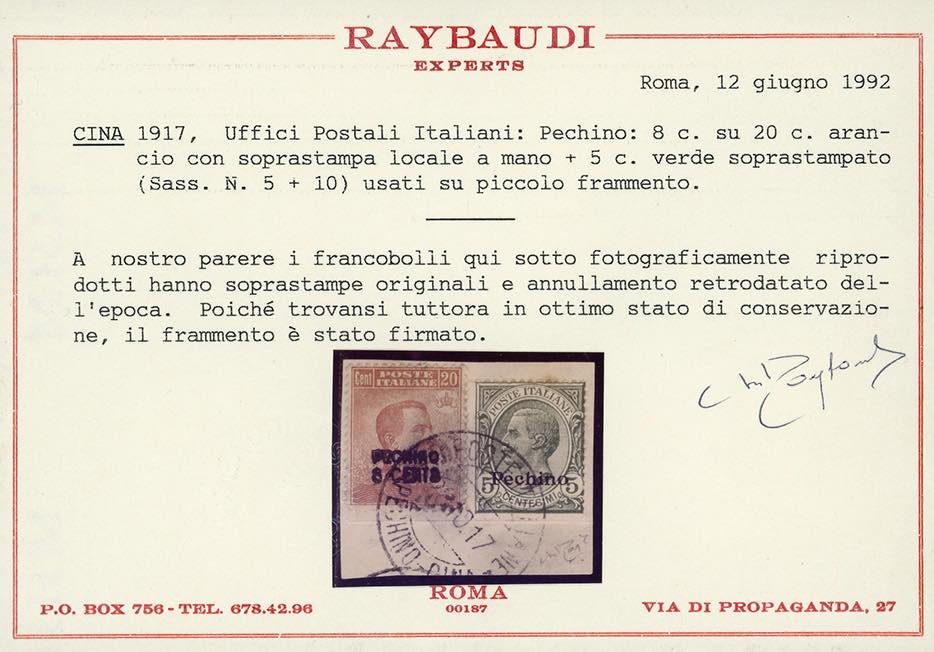 RAYBAUDI
EXPERTS
Roma, 12 giugno 1992
CINA 1917, Uffici Postali Italiani: Pechino: 8 c. su 20 c. aran-
cio con soprastampa locale a mano + 5 c. verde soprastampato
(Sass. N. 5 + 10) usati su piccolo frammento.
A nostro parere i francobolli qui sotto fotograficamente ripro-
dotti hanno soprastampe originali e annullamento retrodatato del-
l'epoca. Poiché trovansi tuttora in ottimo stato di conservazio-
ne, il frammento è stato firmato.
Cent POSTE ITALIANE 20
PECHINO
8 CENTS
POSTE ITALIANE
Pechino
5 CENTESIMI 5
PECHINO
17
ROMA
00187
P.O. BOX 756 - TEL. 678.42.96
VIA DI PROPAGANDA, 27